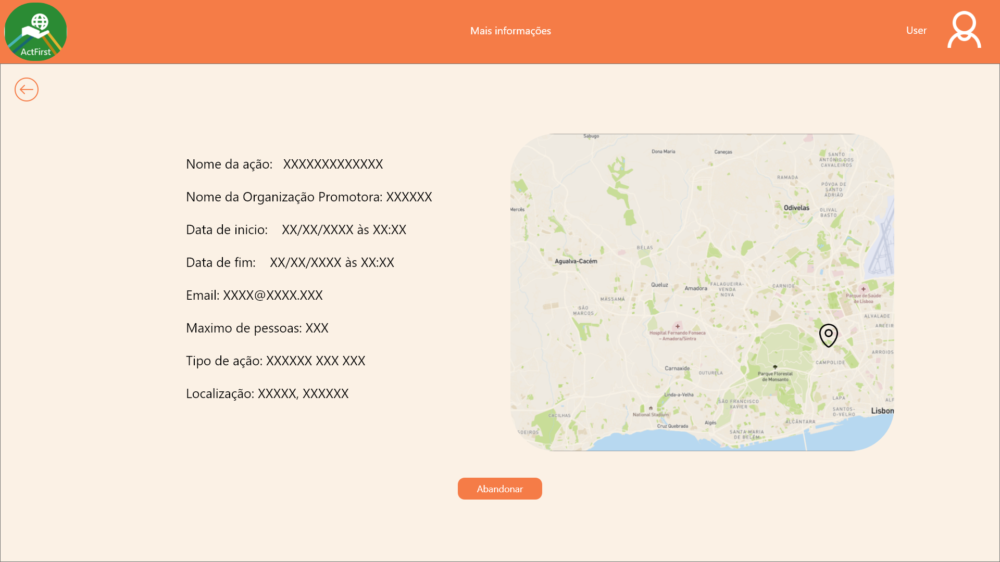 ActFirst
Mais informações
User
Nome da ação: XXXXXXXXXXXXX
Nome da Organização Promotora: XXXXXX
Data de inicio: XX/XX/XXXX às XX:XX
Data de fim: XX/XX/XXXX às XX:XX
Email: XXXX@XXXX.XXX
Maximo de pessoas: XXX
Tipo de ação: XXXXXX XXX XXX
Localização: XXXXX, XXXXXX
Sabugo
Dona Maria
Caneças
SANTO
ANTÓNIO DOS
CAVALEIROS
RAMADA
PÓVOA DE
SANTO
ADRIÃO
Mercês
Odivelas
OLIVAL
BASTO
BELAS
Agualva-Cacém
Queluz
Amadora
FALAGUEIRA-
VENDA
NOVA
CARNIDE
Parque de Saúde
de Lisboa
MASSAMÁ
SÃO
MARCOS
ALVALADE
AREEIR
Hospital Fernando Fonseca
– Amadora/Sintra
CAMPOLIDE
ARROIOS
Carnaxide
OUTURELA
Parque Florestal
de Monsanto
Linda-a-Velha
SÃO FRANCISCO
XAVIER
LAPA
ALF
CACILHAS
National Stadium
SANTOS-
O-VELHO
Lisbon
Cruz Quebrada
Algés
ALCÂNTARA
OEIROS
SANTA MARIA
DE BELÉM
Abandonar